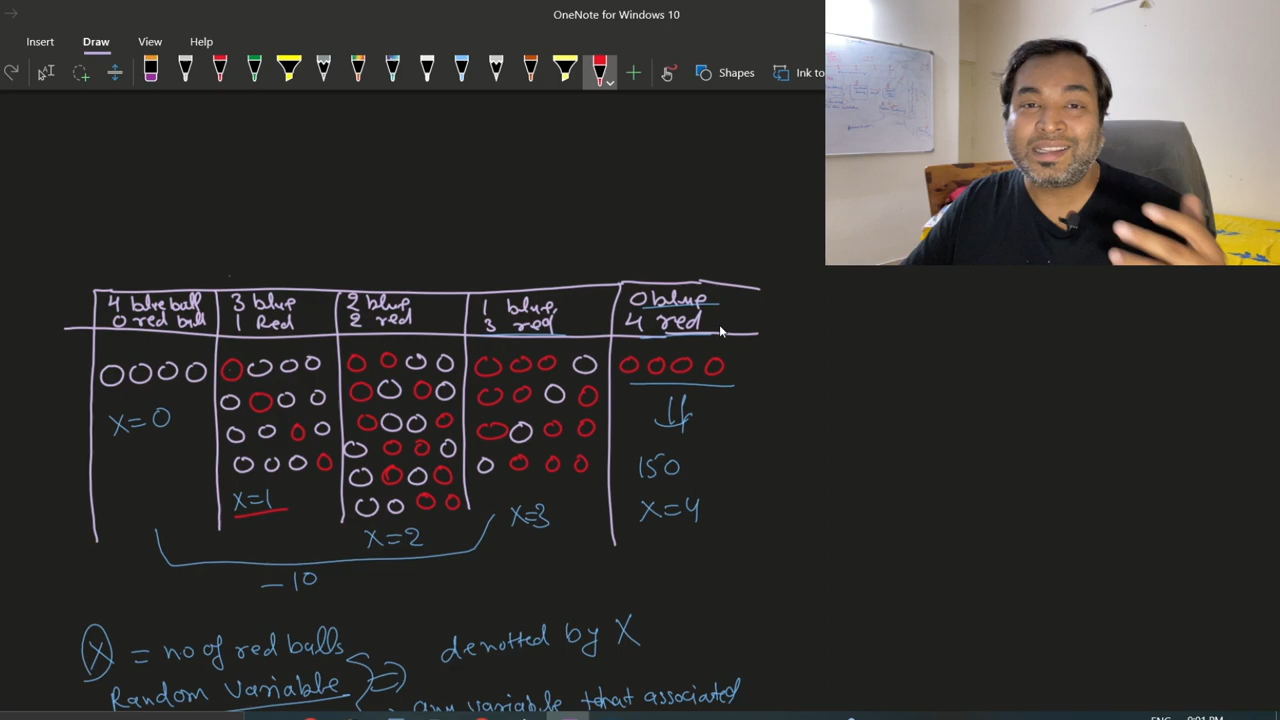 OneNote for Windows 10
Insert Draw View Help
Shapes Ink to
4 blue ball 3 blue 2 blue 1 blue, 0 blue
0 red ball 1 Red 2 red 3 red 4 red
X=0
150
X=1 X=3 X=4
X=2
-10
X = no of red balls denotted by X
Random Variable
any variable that associated